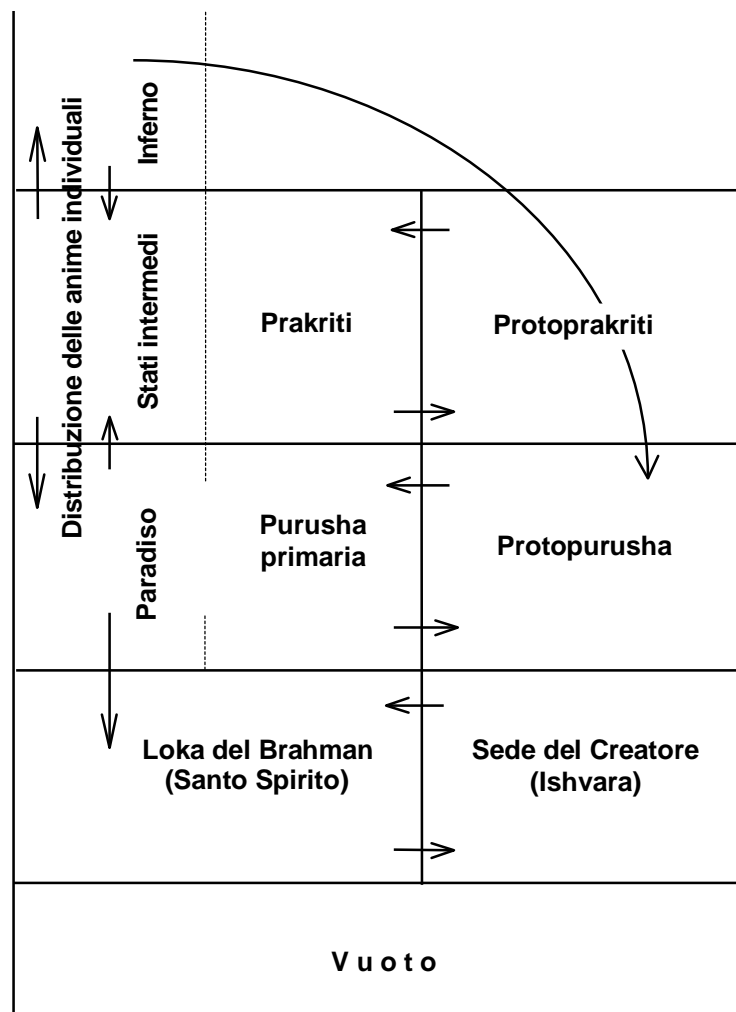 Distribuzione delle anime individuali
Inferno
Stati intermedi
Paradiso
Prakriti
Protoprakriti
Purusha
primaria
Protopurusha
Loka del Brahman
(Santo Spirito)
Sede del Creatore
(Ishvara)
Vuoto